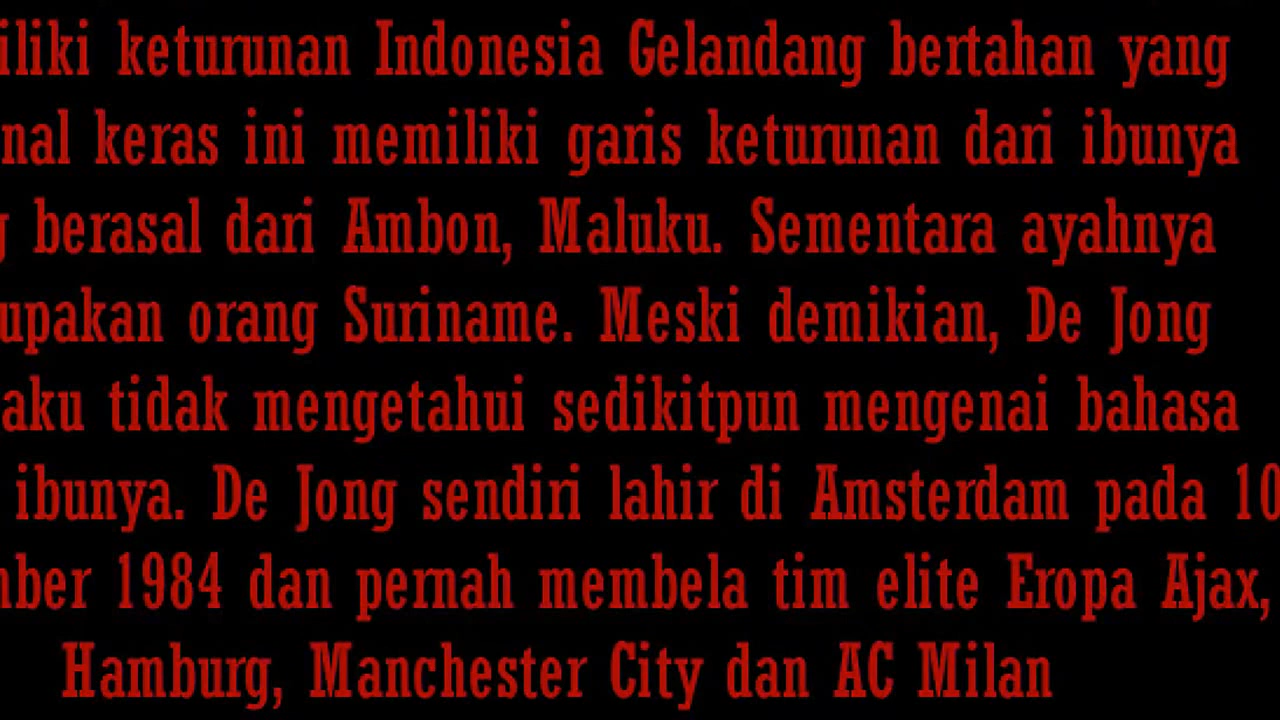 iliki keturunan Indonesia Gelandang bertahan yang
nal keras ini memiliki garis keturunan dari ibunya
g berasal dari Ambon, Maluku. Sementara ayahnya
upakan orang Suriname. Meski demikian, De Jong
aku tidak mengetahui sedikitpun mengenai bahasa
ibunya. De Jong sendiri lahir di Amsterdam pada 10
mber 1984 dan pernah membela tim elite Eropa Ajax,
Hamburg, Manchester City dan AC Milan